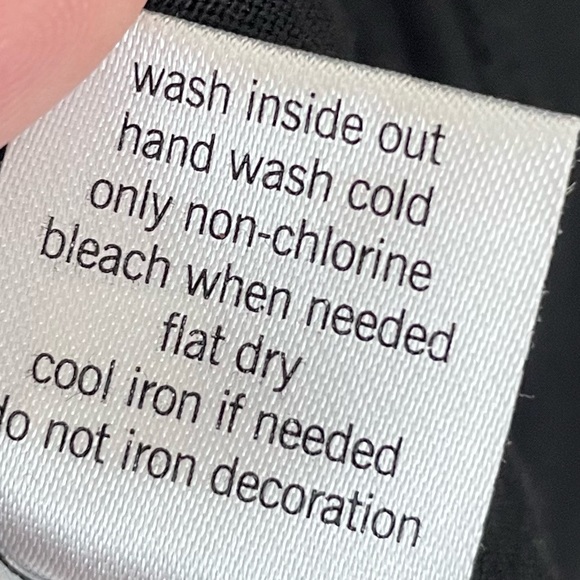 wash inside out
hand wash cold
only non-chlorine
bleach when needed
flat dry
cool iron if needed
do not iron decoration